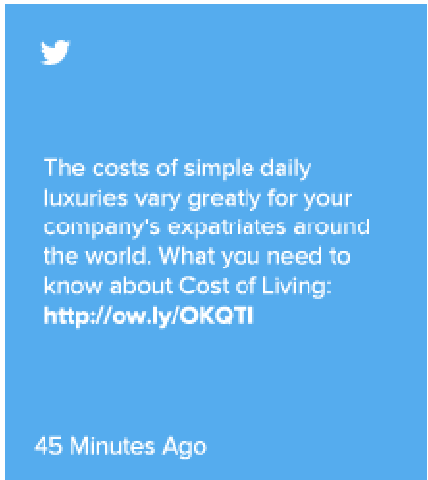 The costs of simple daily
luxuries vary greatly for your
company's expatriates around
the world. What you need to
know about Cost of Living:
http://ow.ly/OKQTI
45 Minutes Ago